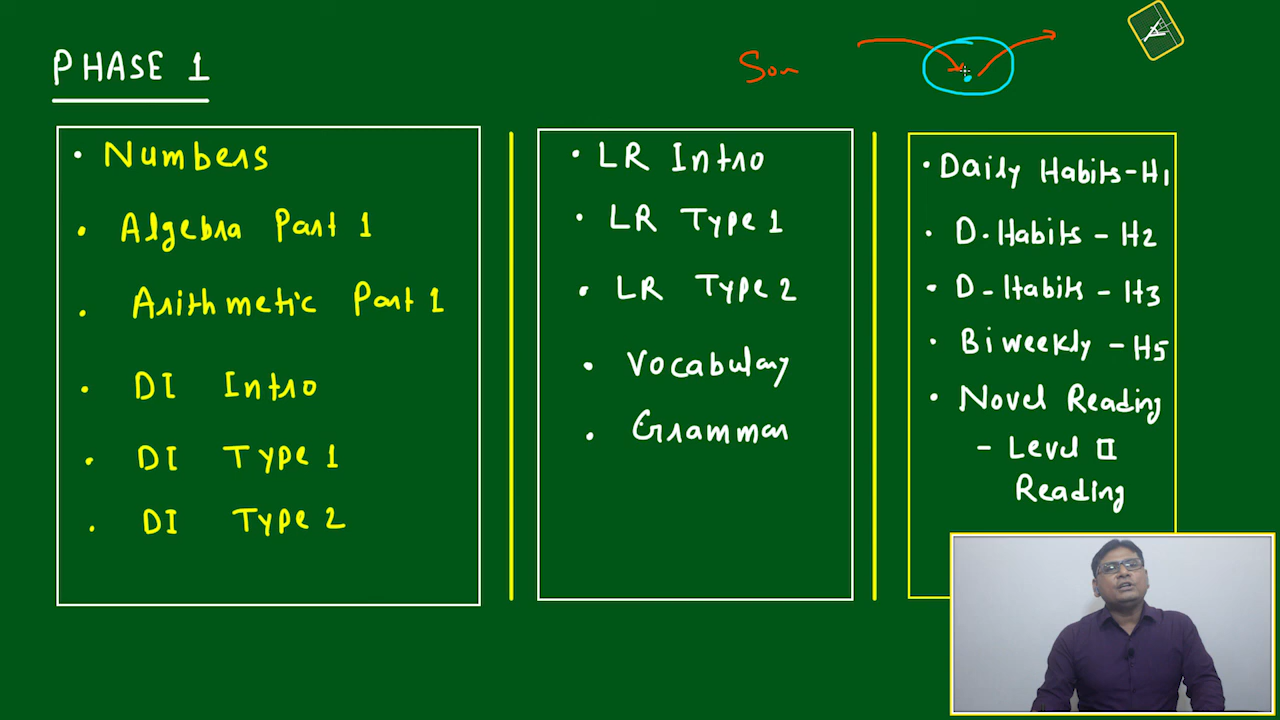 PHASE 1
Som
• Numbers
• Algebra Part 1
• Arithmetic Part 1
• DI Intro
• DI Type 1
• DI Type 2
• LR Intro
• LR Type 1
• LR Type 2
• Vocabulary
• Grammar
• Daily Habits-H1
• D. Habits - H2
• D- Habits - H3
• Biweekly - H5
• Novel Reading
- Level II
Reading